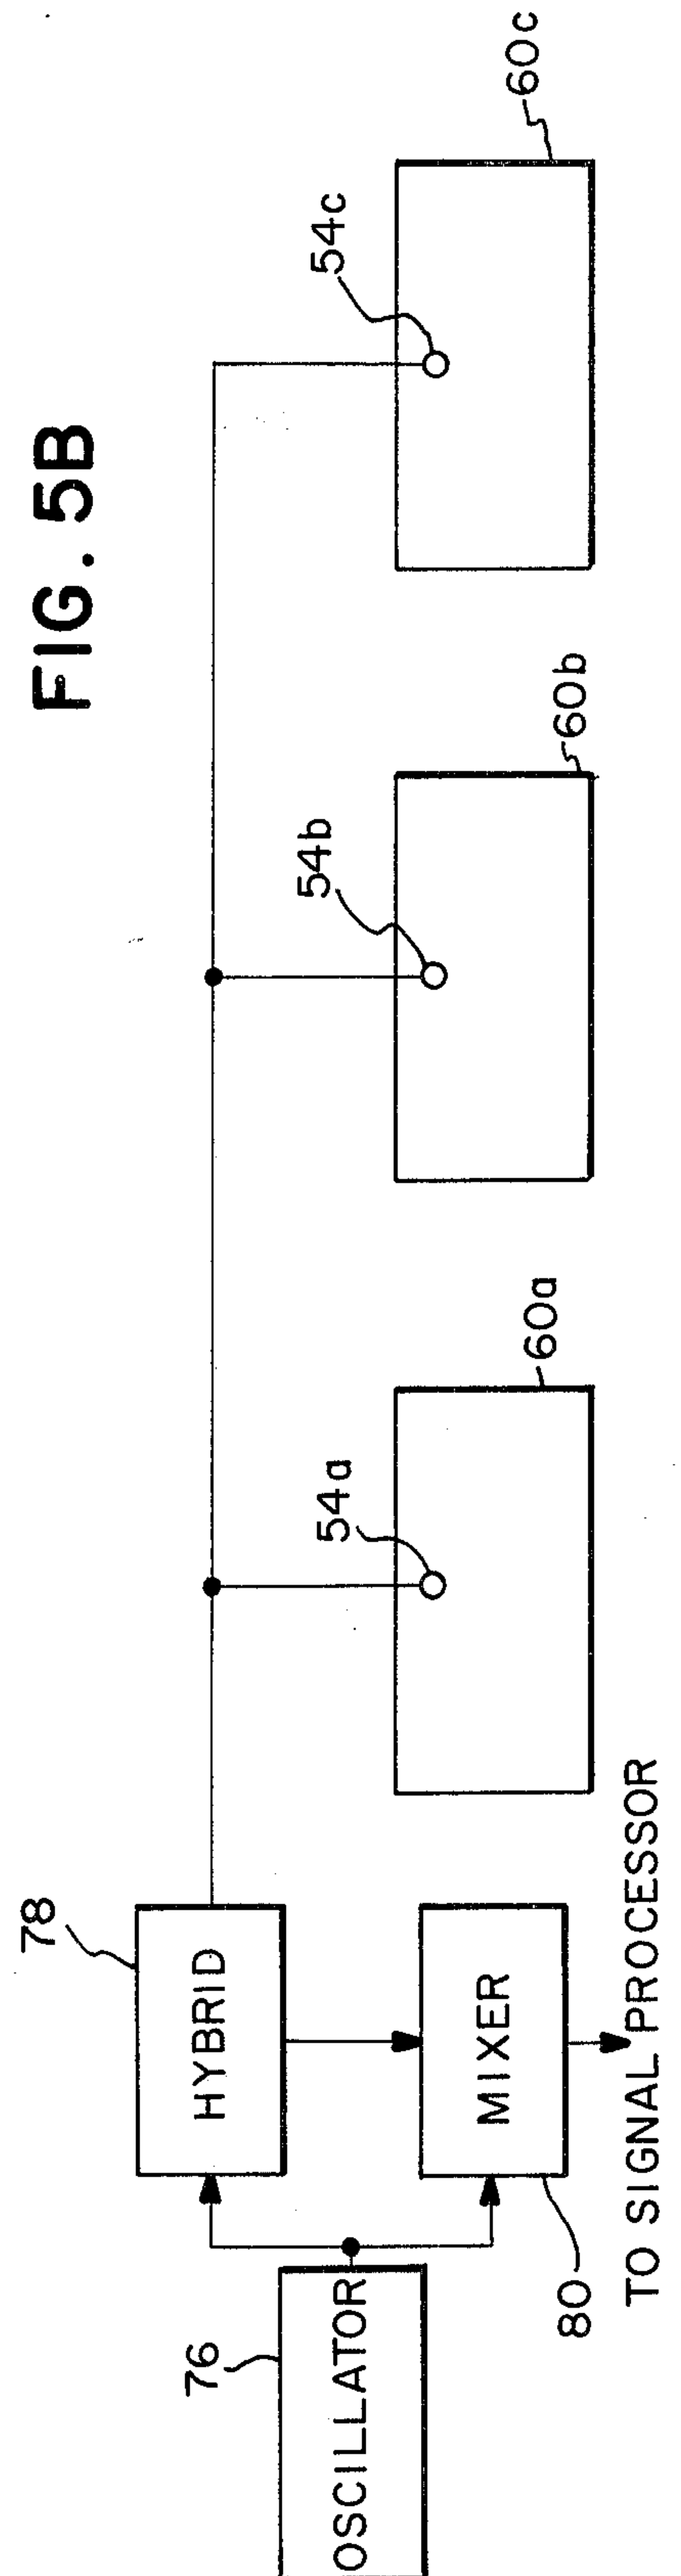 FIG. 5B
78
HYBRID
54a
54b
54c
76
OSCILLATOR
MIXER
80
60a
60b
60c
TO SIGNAL PROCESSOR